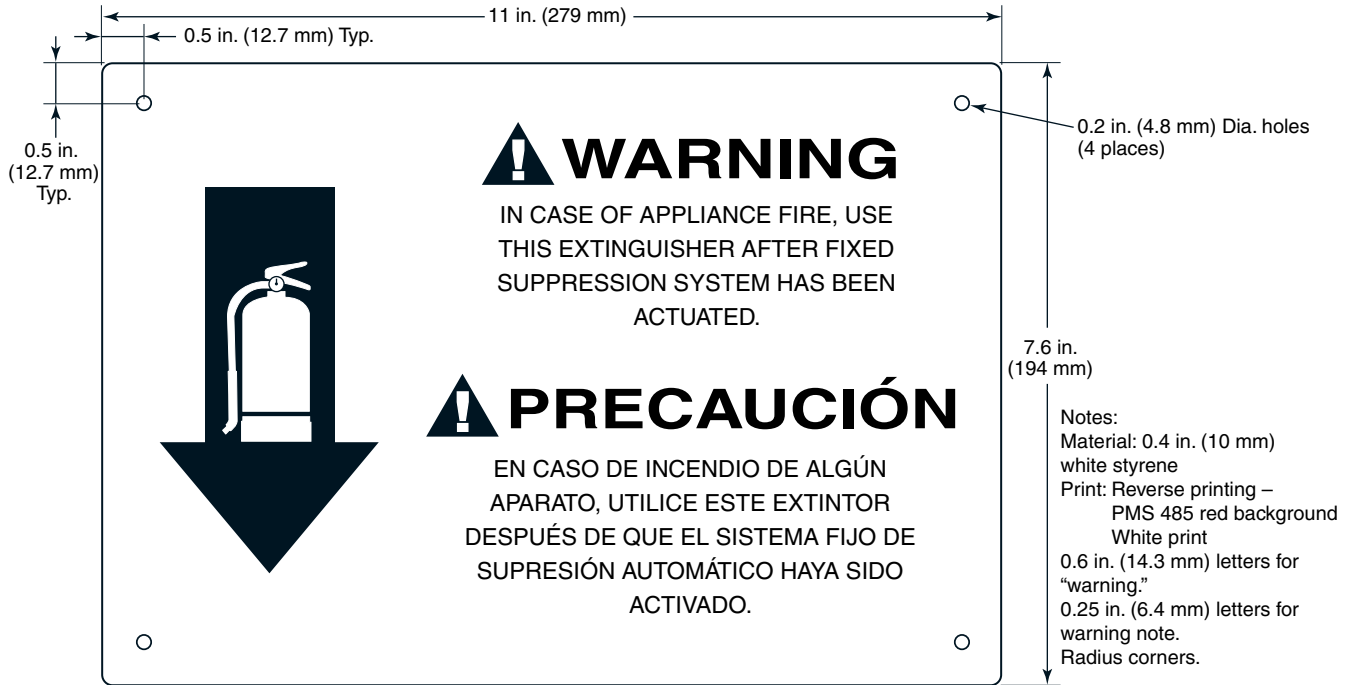 11 in. (279 mm)
0.5 in. (12.7 mm) Typ.
0.5 in.
(12.7 mm)
Typ.
0.2 in. (4.8 mm) Dia. holes
(4 places)
WARNING
IN CASE OF APPLIANCE FIRE, USE
THIS EXTINGUISHER AFTER FIXED
SUPPRESSION SYSTEM HAS BEEN
ACTUATED.
PRECAUCIÓN
EN CASO DE INCENDIO DE ALGÚN
APARATO, UTILICE ESTE EXTINTOR
DESPUÉS DE QUE EL SISTEMA FIJO DE
SUPRESIÓN AUTOMÁTICO HAYA SIDO
ACTIVADO.
7.6 in.
(194 mm)
Notes:
Material: 0.4 in. (10 mm)
white styrene
Print: Reverse printing –
PMS 485 red background
White print
0.6 in. (14.3 mm) letters for
“warning.”
0.25 in. (6.4 mm) letters for
warning note.
Radius corners.